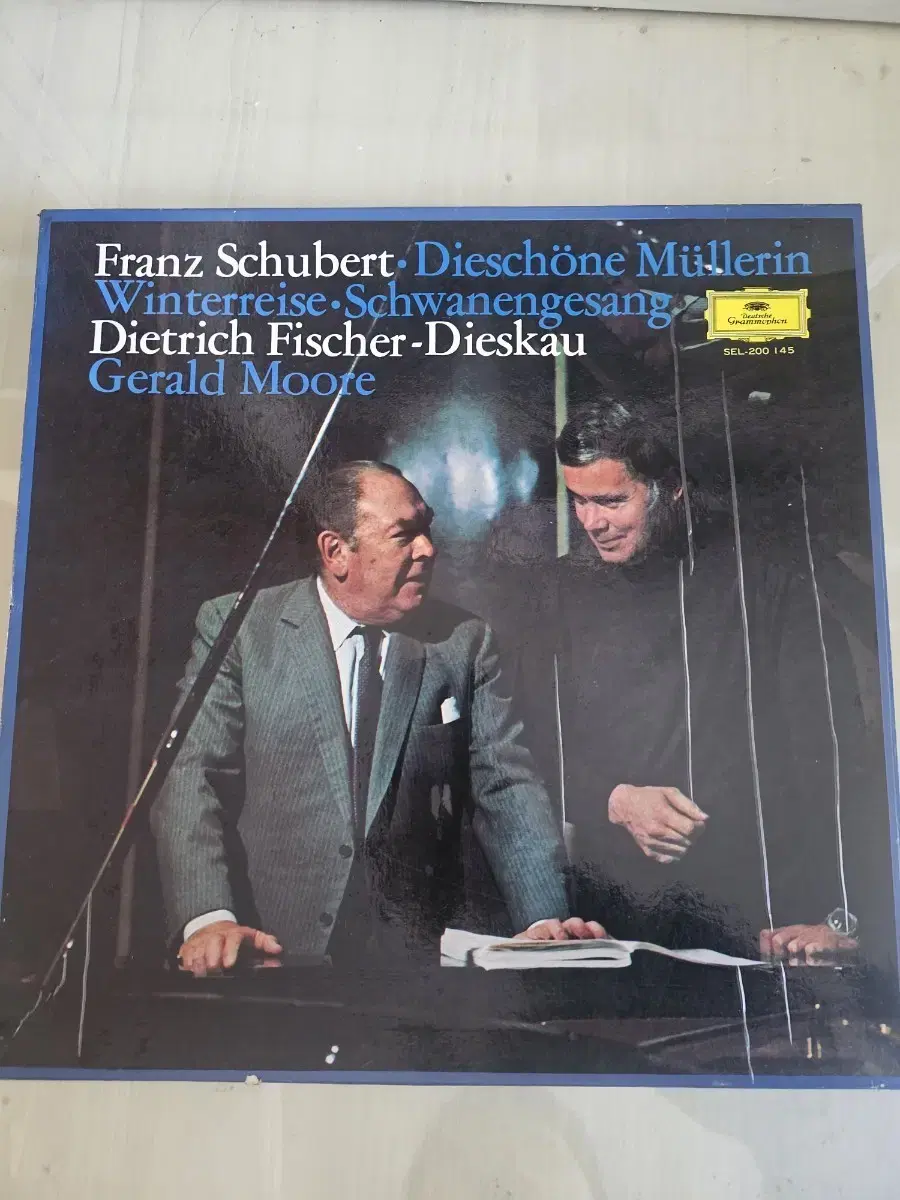 Franz Schubert · Dieschöne Müllerin
Winterreise · Schwanengesang
Dietrich Fischer-Dieskau
Gerald Moore
Deutsche
Grammophon
SEL-200 145